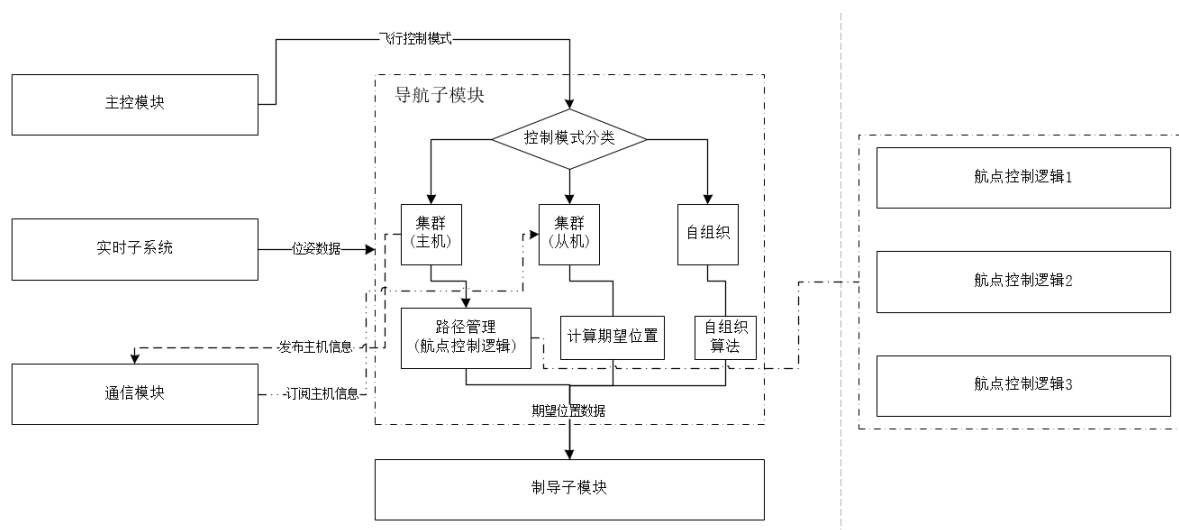 飞行控制模式
主控模块
导航子模块
控制模式分类
航点控制逻辑1
集群
(主机)
集群
(从机)
自组织
实时子系统
位姿数据
航点控制逻辑2
路径管理
(航点控制逻辑)
计算期望位置
自组织
算法
发布主机信息
通信模块
订阅主机信息
航点控制逻辑3
期望位置数据
制导子模块